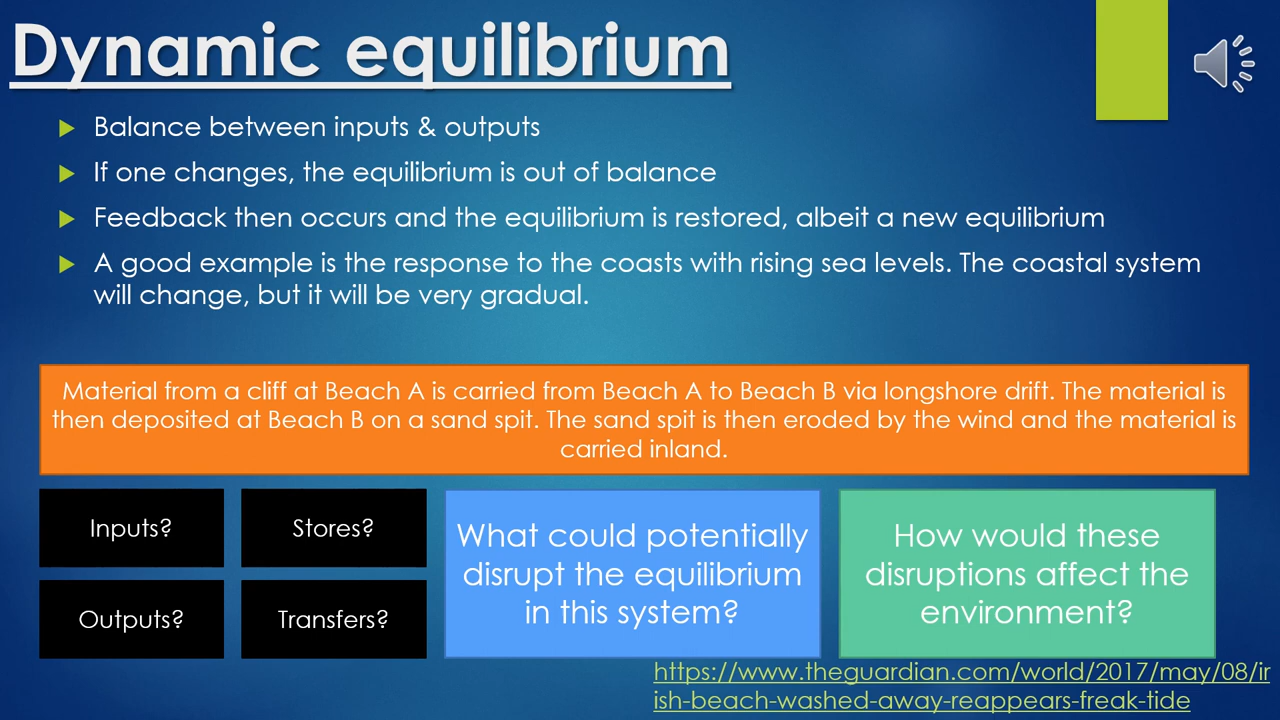 Dynamic equilibrium
Balance between inputs & outputs
If one changes, the equilibrium is out of balance
Feedback then occurs and the equilibrium is restored, albeit a new equilibrium
A good example is the response to the coasts with rising sea levels. The coastal system
will change, but it will be very gradual.
Material from a cliff at Beach A is carried from Beach A to Beach B via longshore drift. The material is
then deposited at Beach B on a sand spit. The sand spit is then eroded by the wind and the material is
carried inland.
Inputs?
Stores?
Outputs?
Transfers?
What could potentially
disrupt the equilibrium
in this system?
How would these
disruptions affect the
environment?
https://www.theguardian.com/world/2017/may/08/ir
ish-beach-washed-away-reappears-freak-tide